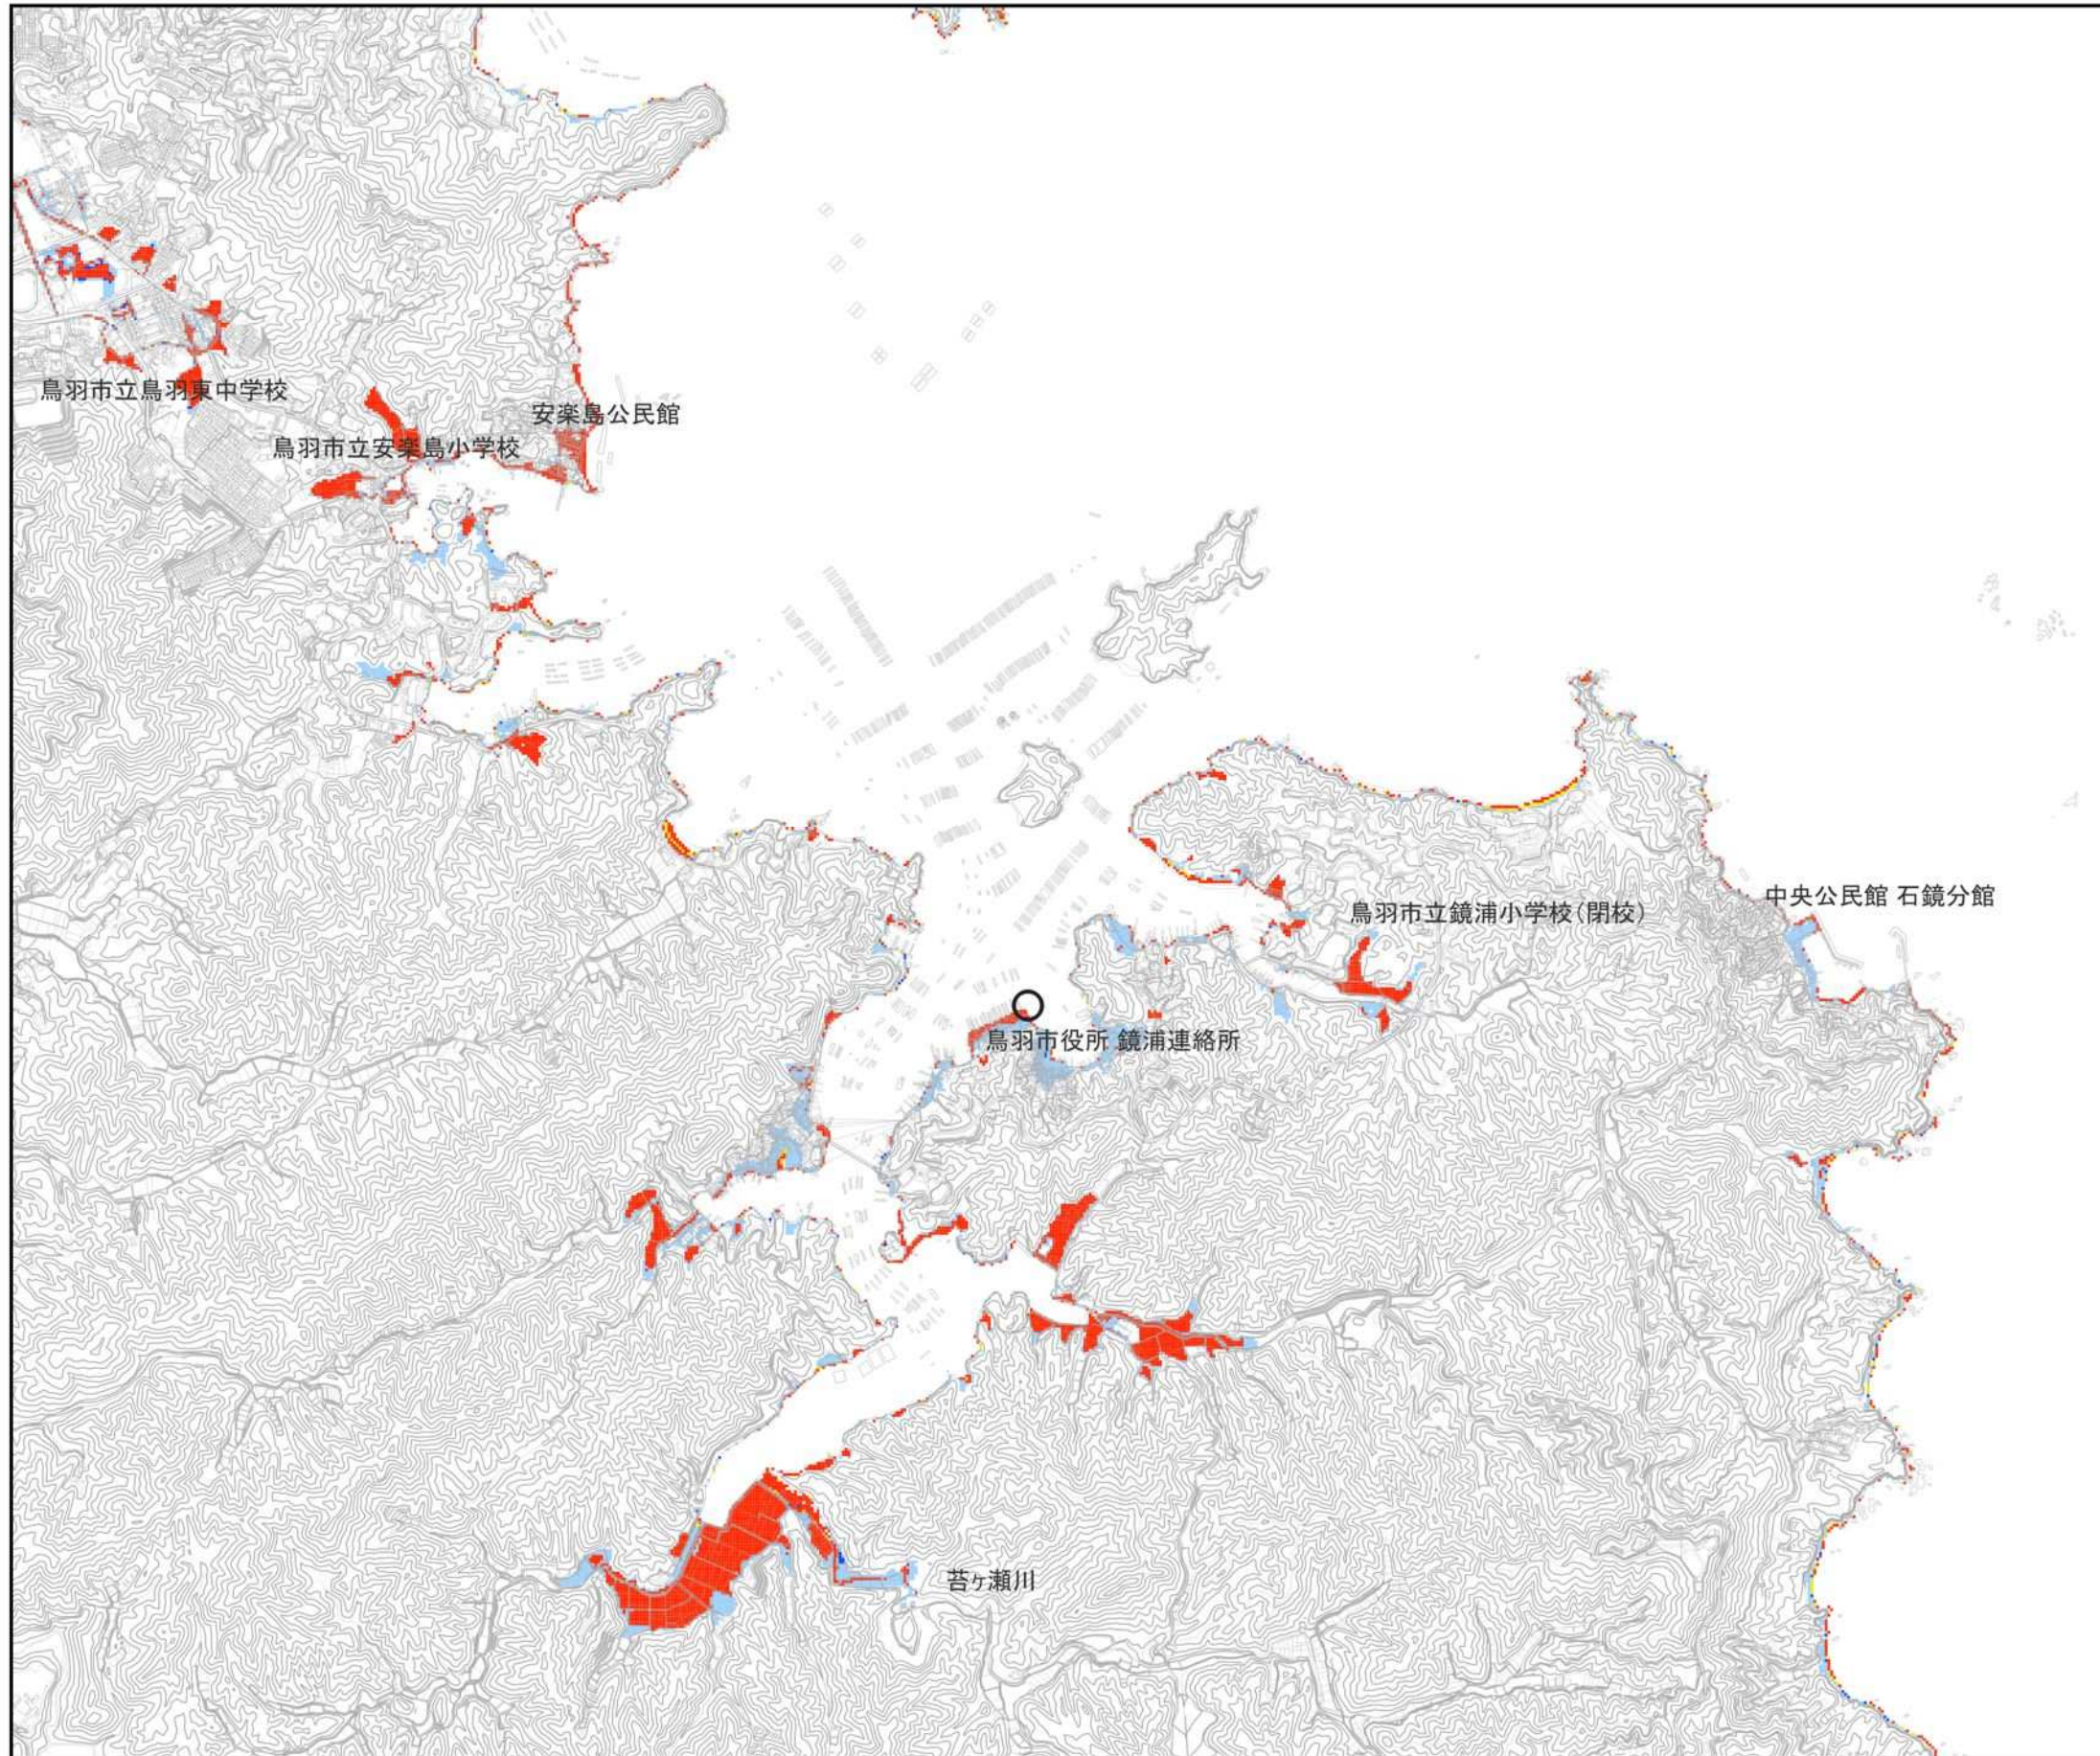 鳥羽市立鳥羽東中学校
安楽島公民館
鳥羽市立安楽島小学校
中央公民館 石鏡分館
鳥羽市立鏡浦小学校(閉校)
鳥羽市役所 鏡浦連絡所
苔ヶ瀬川